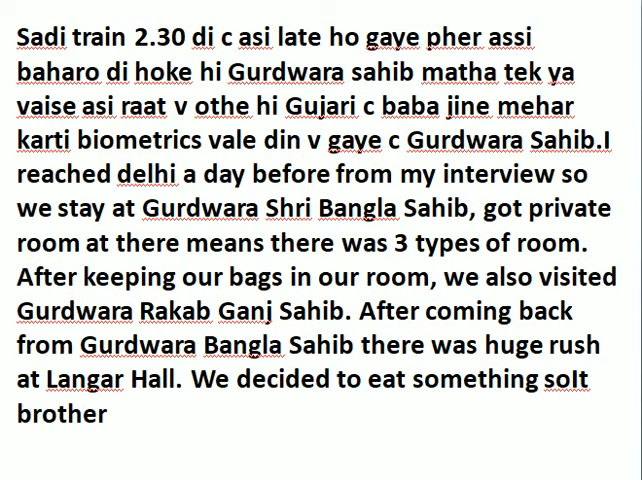 Sadi train 2.30 di c asi late ho gaye pher assi
baharo di hoke hi Gurdwara sahib matha tek ya
vaise asi raat v othe hi Gujari c baba jine mehar
karti biometrics vale din v gaye c Gurdwara Sahib.I
reached delhi a day before from my interview so
we stay at Gurdwara Shri Bangla Sahib, got private
room at there means there was 3 types of room.
After keeping our bags in our room, we also visited
Gurdwara Rakab Ganj Sahib. After coming back
from Gurdwara Bangla Sahib there was huge rush
at Langar Hall. We decided to eat something soIt
brother